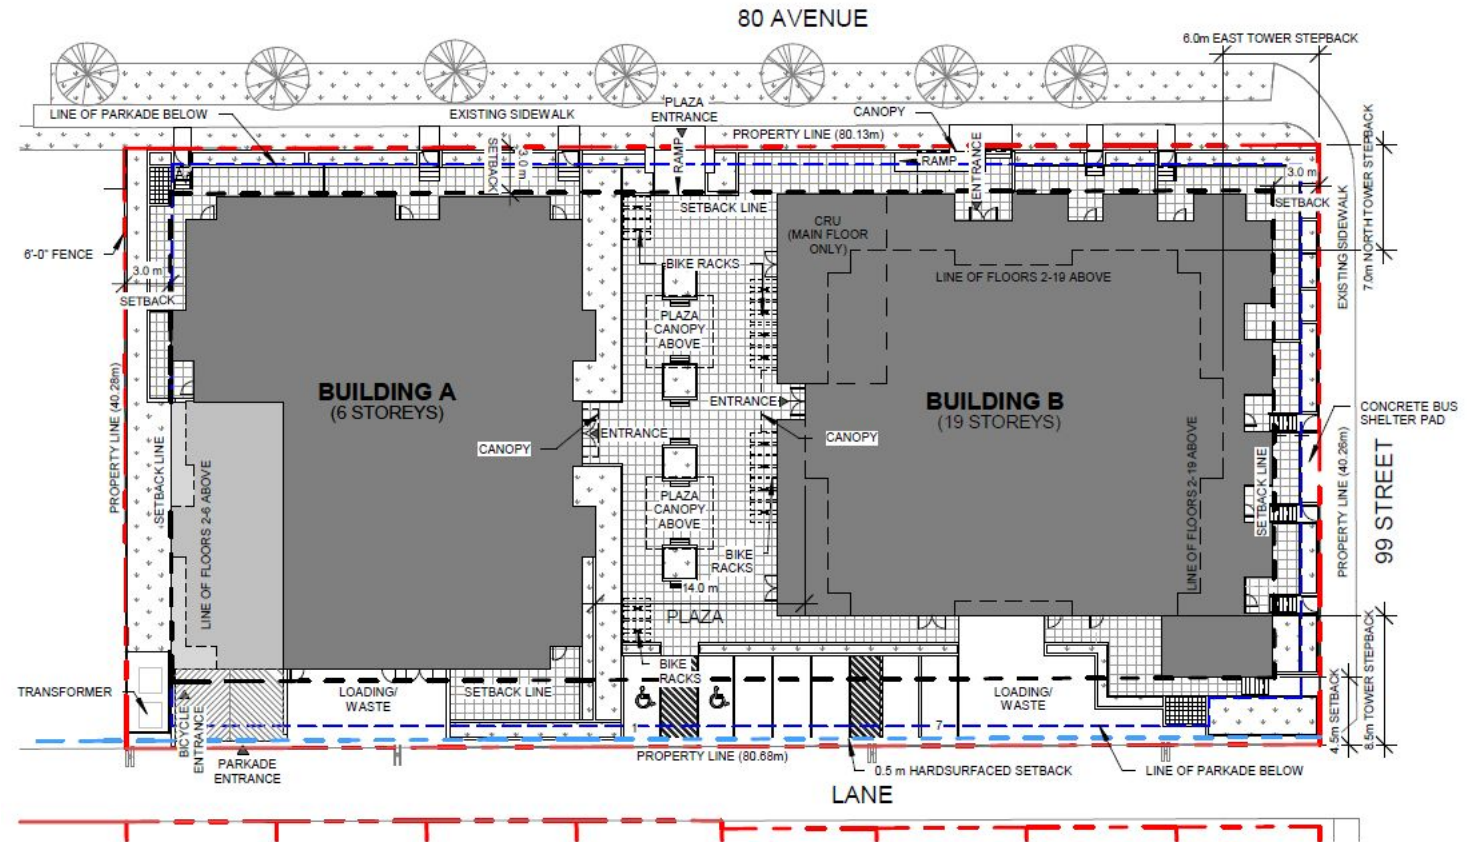 80 AVENUE
6.0m EAST TOWER STEPBACK
LINE OF PARKADE BELOW
EXISTING SIDEWALK
PLAZA
ENTRANCE
CANOPY
PROPERTY LINE (80.13m)
RAMP
RAMP
ENTRANCE
3.0 m
SETBACK
3.0 m
SETBACK
7.0m NORTH TOWER STEPBACK
EXISTING SIDEWALK
SETBACK LINE
CRU
(MAIN FLOOR
ONLY)
6'-0" FENCE
3.0 m
SETBACK
BIKE RACKS
LINE OF FLOORS 2-19 ABOVE
PLAZA
CANOPY
ABOVE
BUILDING A
(6 STOREYS)
BUILDING B
(19 STOREYS)
ENTRANCE
CANOPY
ENTRANCE
CANOPY
CONCRETE BUS
SHELTER PAD
PROPERTY LINE (40.28m)
SETBACK LINE
LINE OF FLOORS 2-6 ABOVE
PLAZA
CANOPY
ABOVE
LINE OF FLOORS 2-19 ABOVE
SETBACK LINE
PROPERTY LINE (40.26m)
99 STREET
BIKE
RACKS
14.0 m
PLAZA
BIKE
RACKS
TRANSFORMER
LOADING/
WASTE
SETBACK LINE
LOADING/
WASTE
4.5m SETBACK
8.5m TOWER STEPBACK
BICYCLE
ENTRANCE
1
7
PARKADE
ENTRANCE
PROPERTY LINE (80.68m)
0.5 m HARDSURFACED SETBACK
LINE OF PARKADE BELOW
LANE